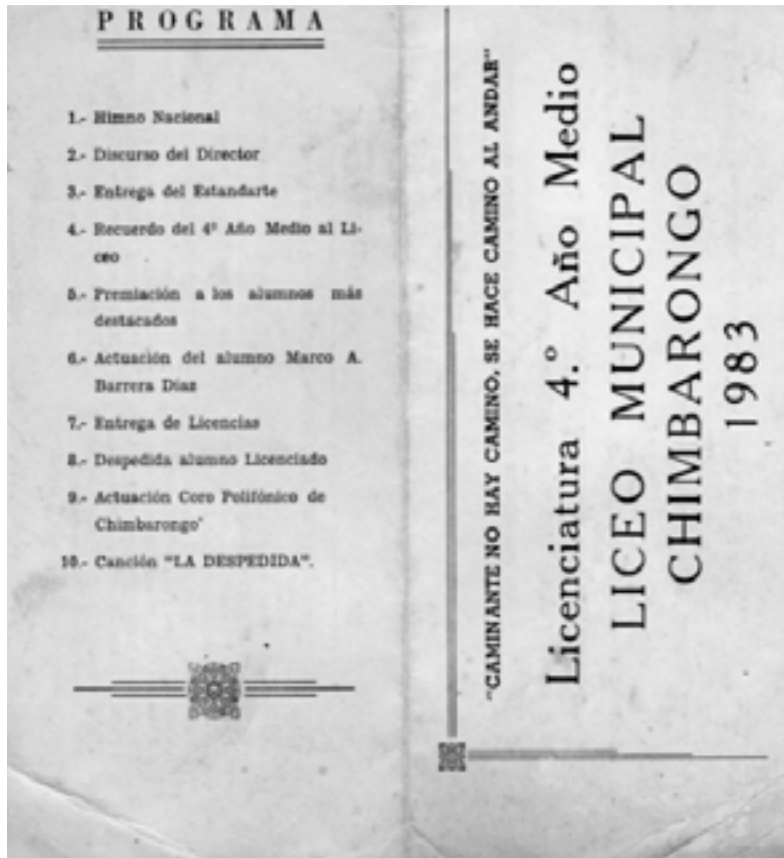 PROGRAMA
1.- Himno Nacional
2.- Discurso del Director
3.- Entrega del Estandarte
4.- Recuerdo del 4º Año Medio al Li-
ceo
5.- Premiación a los alumnos más
destacados
6.- Actuación del alumno Marco A.
Barrera Díaz
7.- Entrega de Licencias
8.- Despedida alumno Licenciado
9.- Actuación Coro Polifónico de
Chimbarongo'
10.- Canción "LA DESPEDIDA".
"CAMINANTE NO HAY CAMINO, SE HACE CAMINO AL ANDAR"
Licenciatura 4.º Año Medio
LICEO MUNICIPAL
CHIMBARONGO
1983